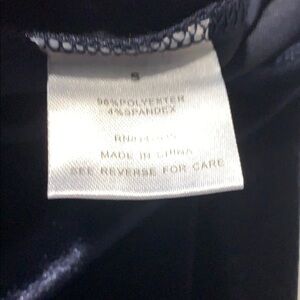 S
96%POLYESTER
4%SPANDEX
MADE IN CHINA
SEE REVERSE FOR CARE